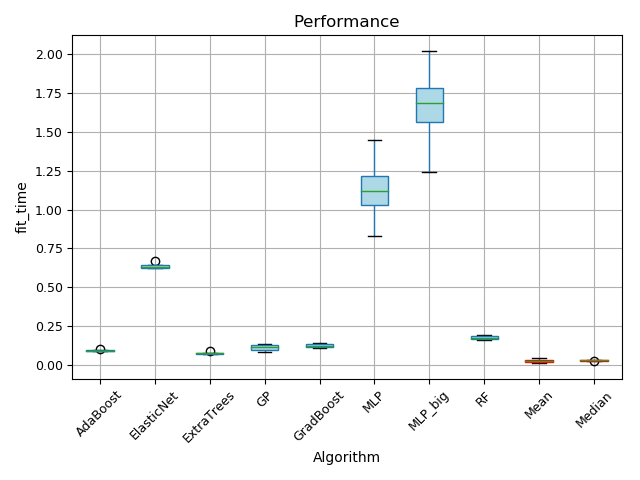 Performance
2.00
1.75
1.50
1.25
1.00
0.75
0.50
0.25
0.00
fit_time
AdaBoost
ElasticNet
ExtraTrees
GP
GradBoost
MLP
MLP_big
RF
Mean
Median
Algorithm